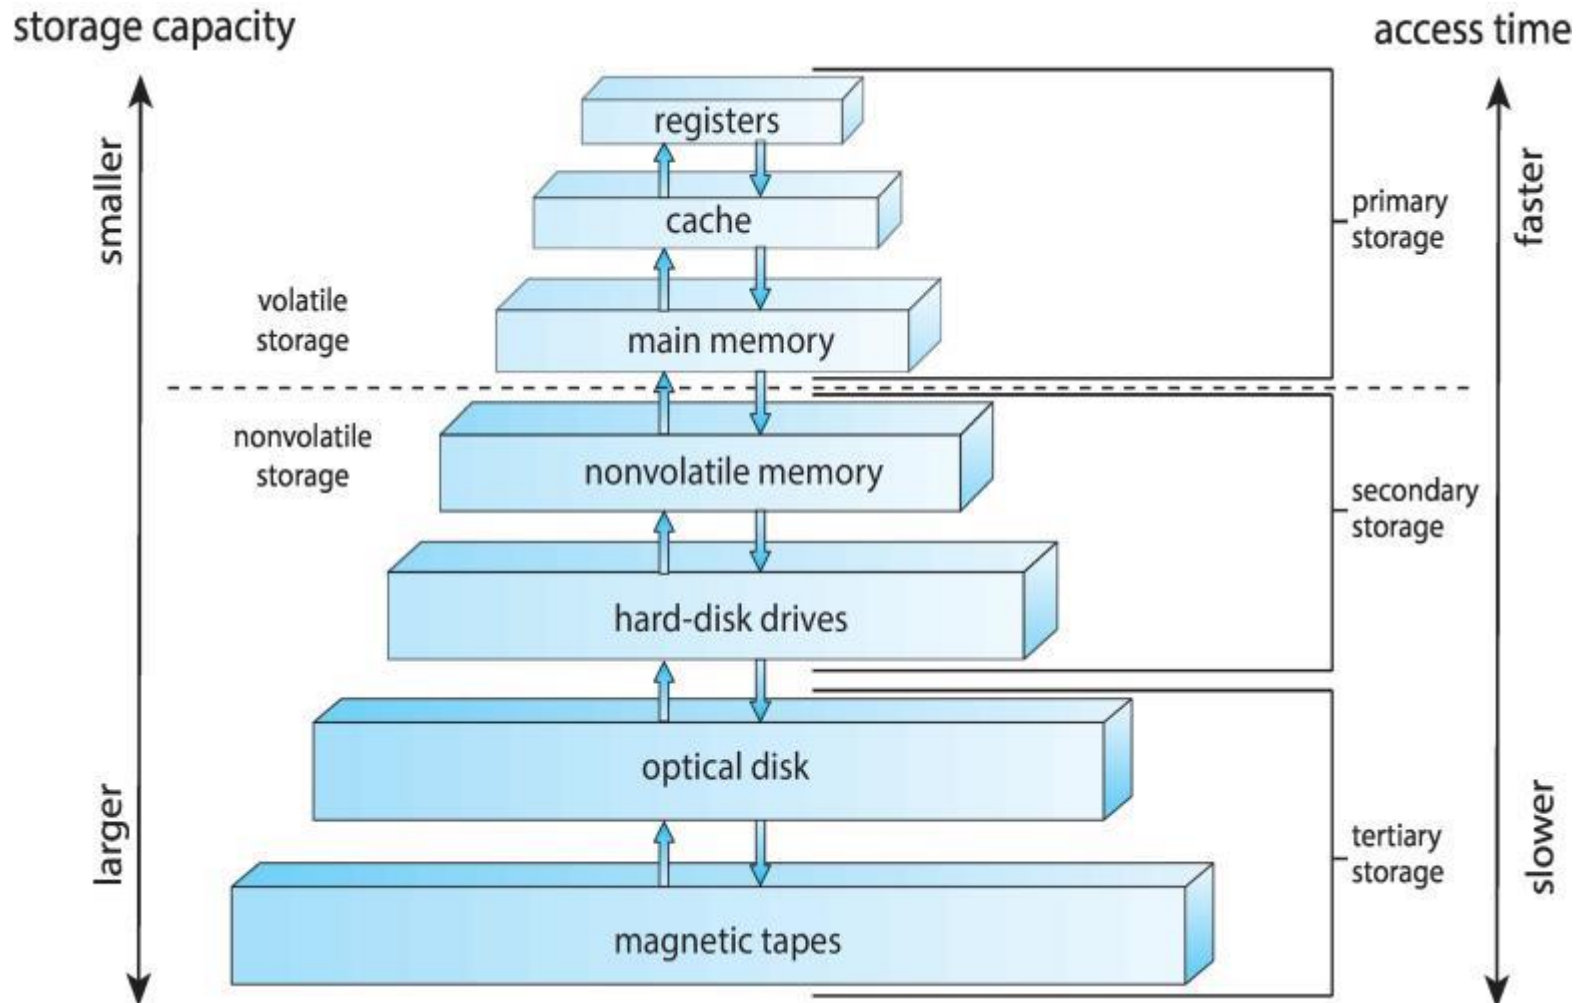 storage capacity
access time
smaller
faster
registers
cache
primary
storage
volatile
storage
main memory
nonvolatile
storage
nonvolatile memory
secondary
storage
hard-disk drives
larger
slower
optical disk
tertiary
storage
magnetic tapes